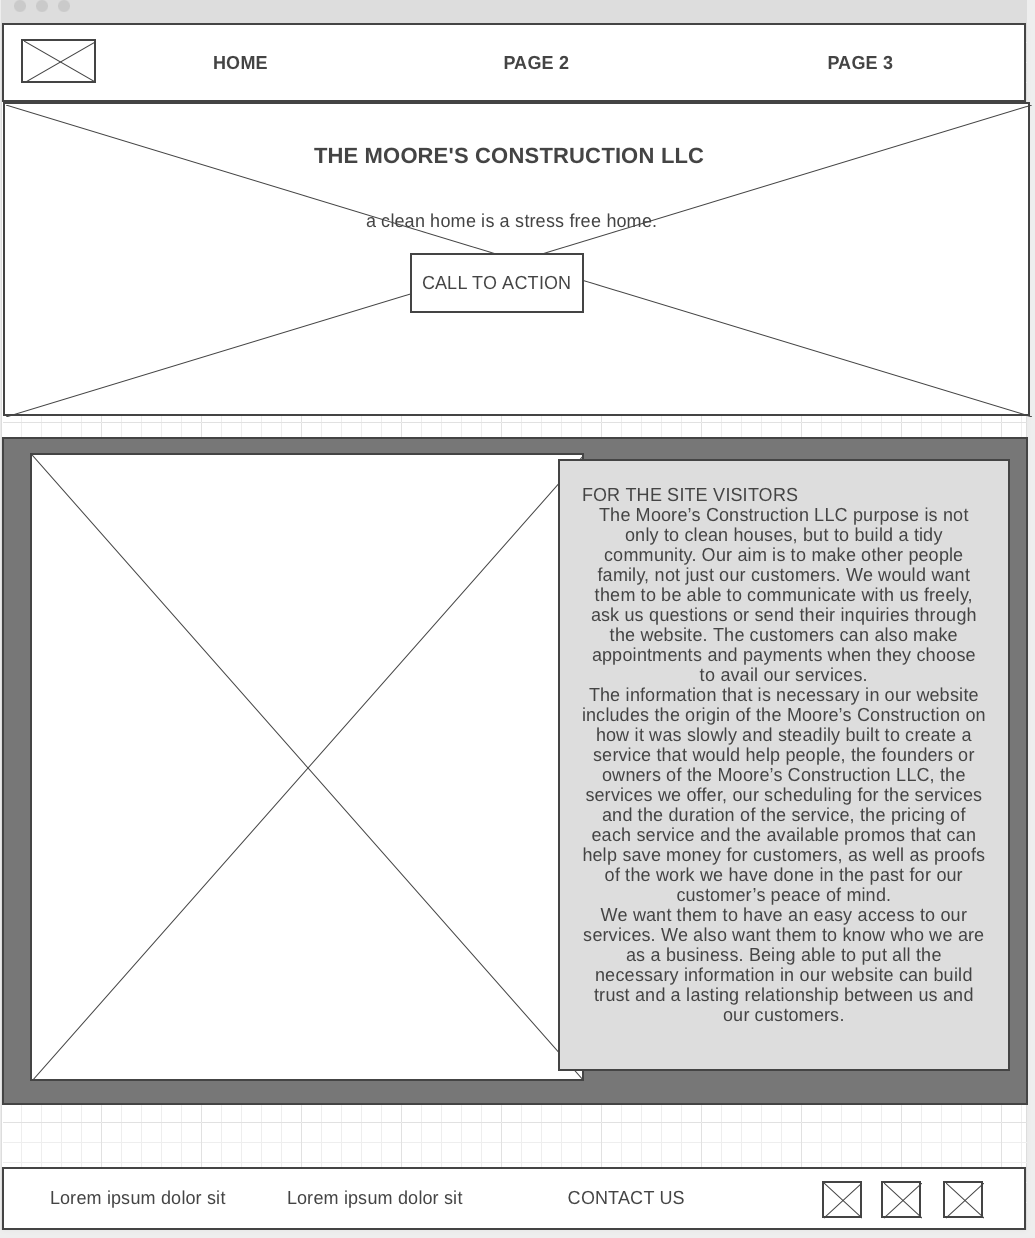 HOME PAGE 2 PAGE 3
THE MOORE'S CONSTRUCTION LLC
a clean home is a stress free home.
CALL TO ACTION
FOR THE SITE VISITORS
The Moore’s Construction LLC purpose is not
only to clean houses, but to build a tidy
community. Our aim is to make other people
family, not just our customers. We would want
them to be able to communicate with us freely,
ask us questions or send their inquiries through
the website. The customers can also make
appointments and payments when they choose
to avail our services.
The information that is necessary in our website
includes the origin of the Moore’s Construction on
how it was slowly and steadily built to create a
service that would help people, the founders or
owners of the Moore’s Construction LLC, the
services we offer, our scheduling for the services
and the duration of the service, the pricing of
each service and the available promos that can
help save money for customers, as well as proofs
of the work we have done in the past for our
customer’s peace of mind.
We want them to have an easy access to our
services. We also want them to know who we are
as a business. Being able to put all the
necessary information in our website can build
trust and a lasting relationship between us and
our customers.
Lorem ipsum dolor sit Lorem ipsum dolor sit CONTACT US